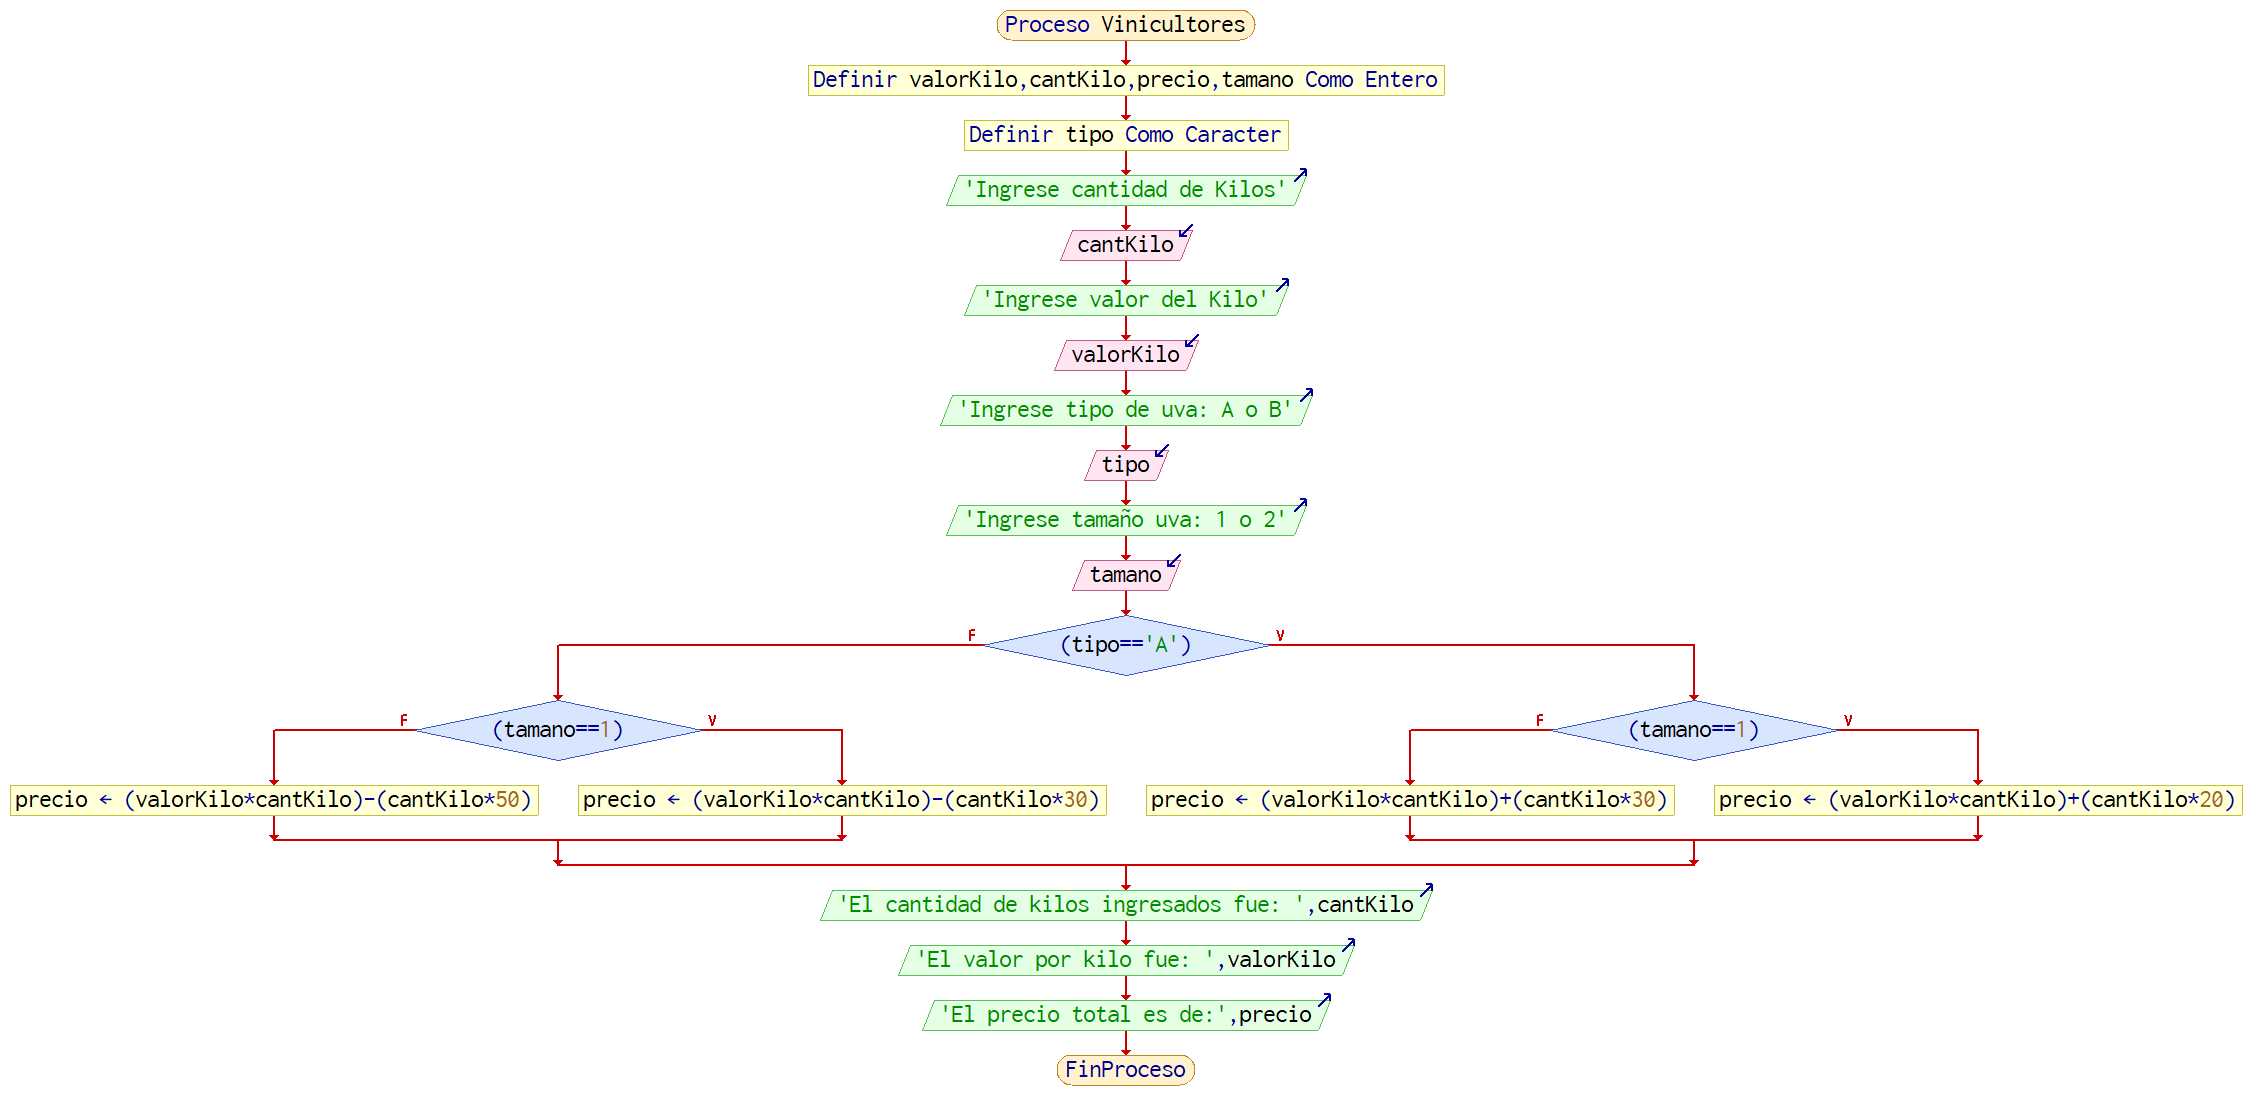 Proceso Vinicultores
Definir valorKilo,cantKilo,precio,tamano Como Entero
Definir tipo Como Caracter
'Ingrese cantidad de Kilos'
cantKilo
'Ingrese valor del Kilo'
valorKilo
'Ingrese tipo de uva: A o B'
tipo
'Ingrese tamaño uva: 1 o 2'
tamano
F
(tipo=='A')
V
F
(tamano==1)
V
F
(tamano==1)
V
precio ← (valorKilo*cantKilo)-(cantKilo*50)
precio ← (valorKilo*cantKilo)-(cantKilo*30)
precio ← (valorKilo*cantKilo)+(cantKilo*30)
precio ← (valorKilo*cantKilo)+(cantKilo*20)
'El cantidad de kilos ingresados fue: ',cantKilo
'El valor por kilo fue: ',valorKilo
'El precio total es de:',precio
FinProceso